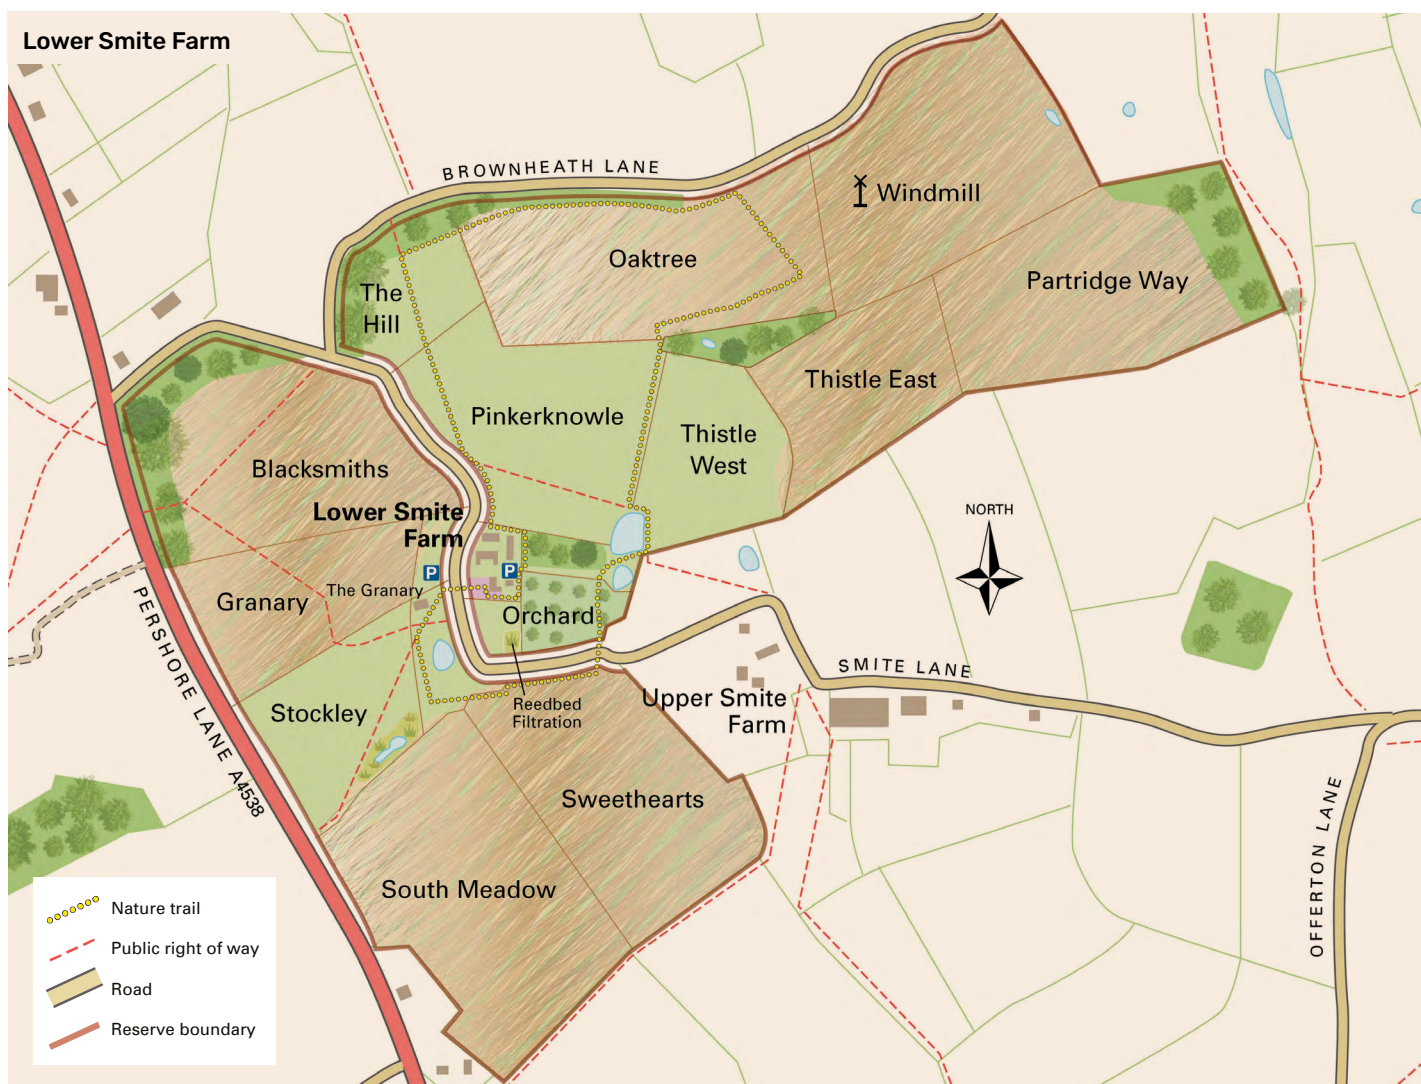 Lower Smite Farm
BROWNHEATH LANE
Windmill
Oaktree
Partridge Way
The
Hill
Thistle East
Pinkerknowle
Thistle
West
Blacksmiths
Lower Smite
Farm
NORTH
P
P
The Granary
Granary
Orchard
PERSHORE LANE A4538
SMITE LANE
Stockley
Reedbed
Filtration
Upper Smite
Farm
Sweethearts
OFFERTON LANE
South Meadow
Nature trail
Public right of way
Road
Reserve boundary